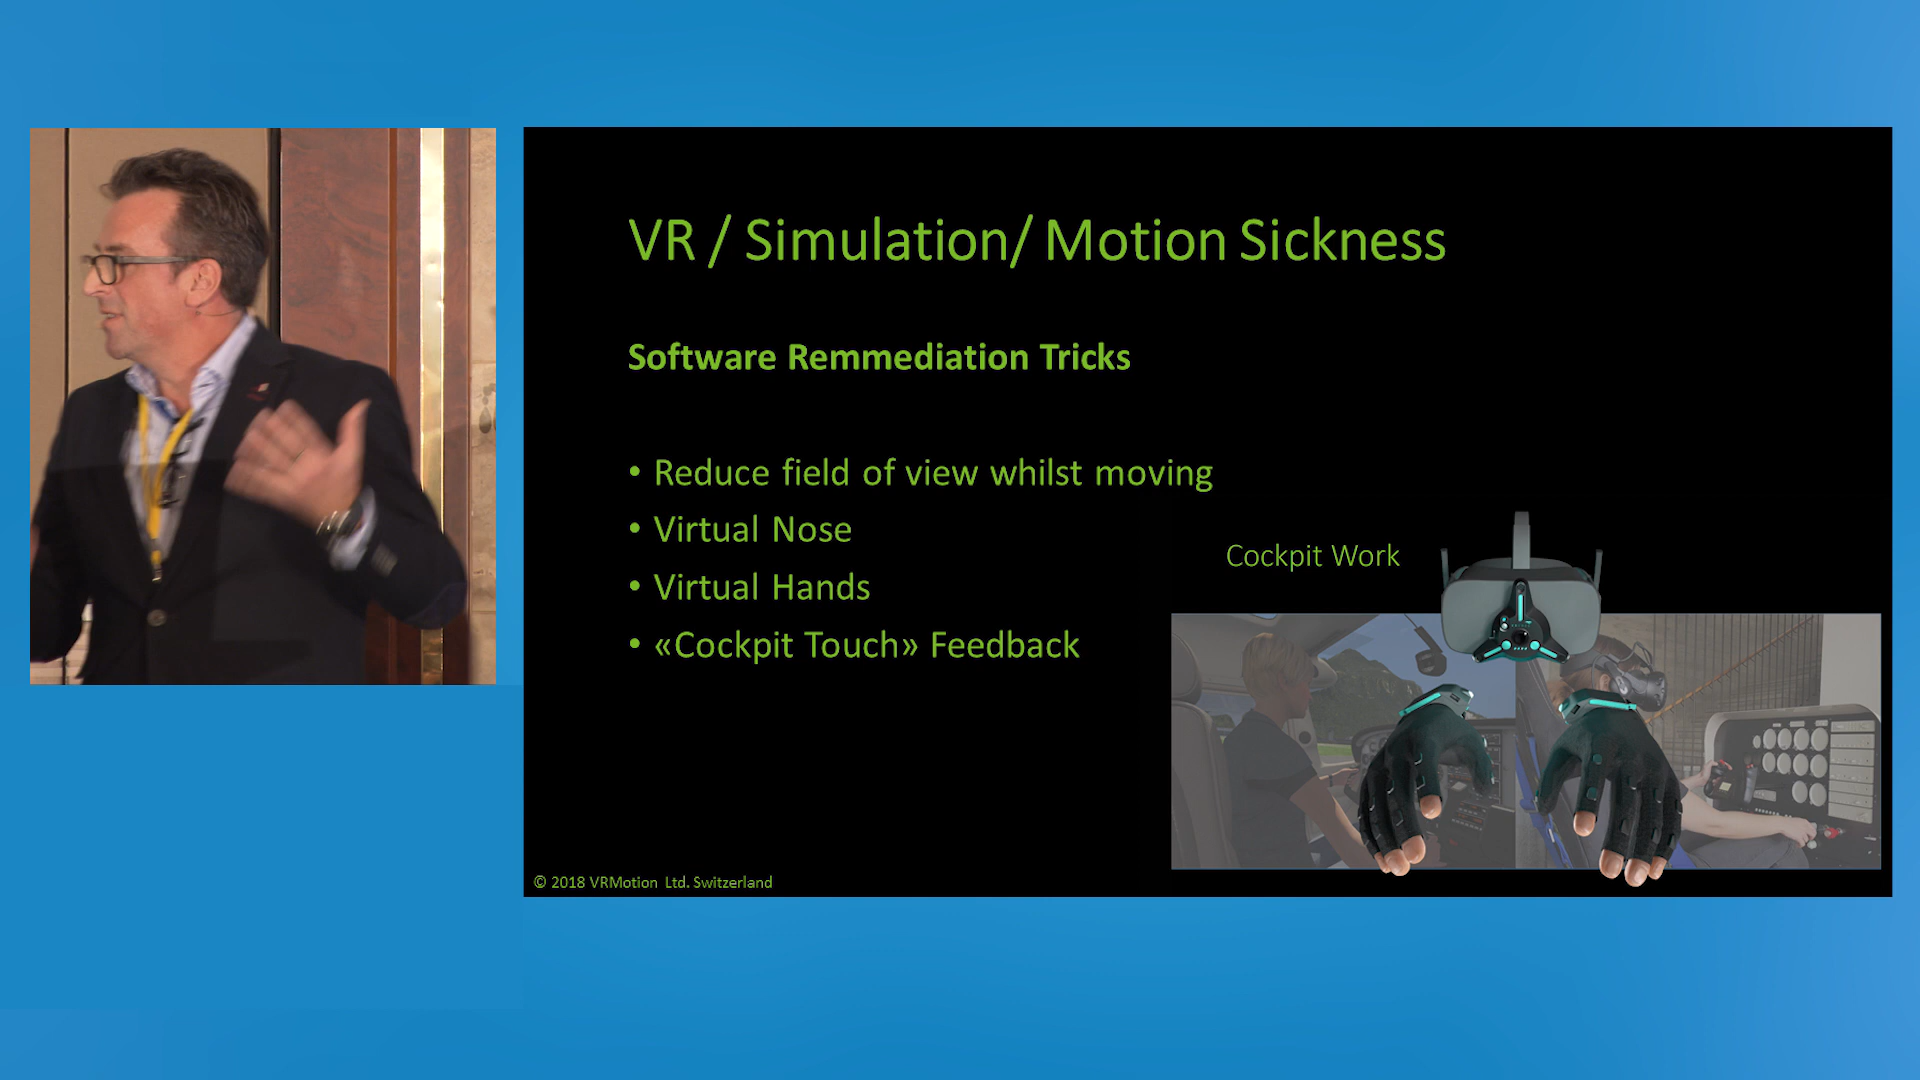 VR / Simulation/ Motion Sickness
Software Remmediation Tricks
• Reduce field of view whilst moving
• Virtual Nose
• Virtual Hands
• «Cockpit Touch» Feedback
Cockpit Work
© 2018 VRMotion Ltd. Switzerland